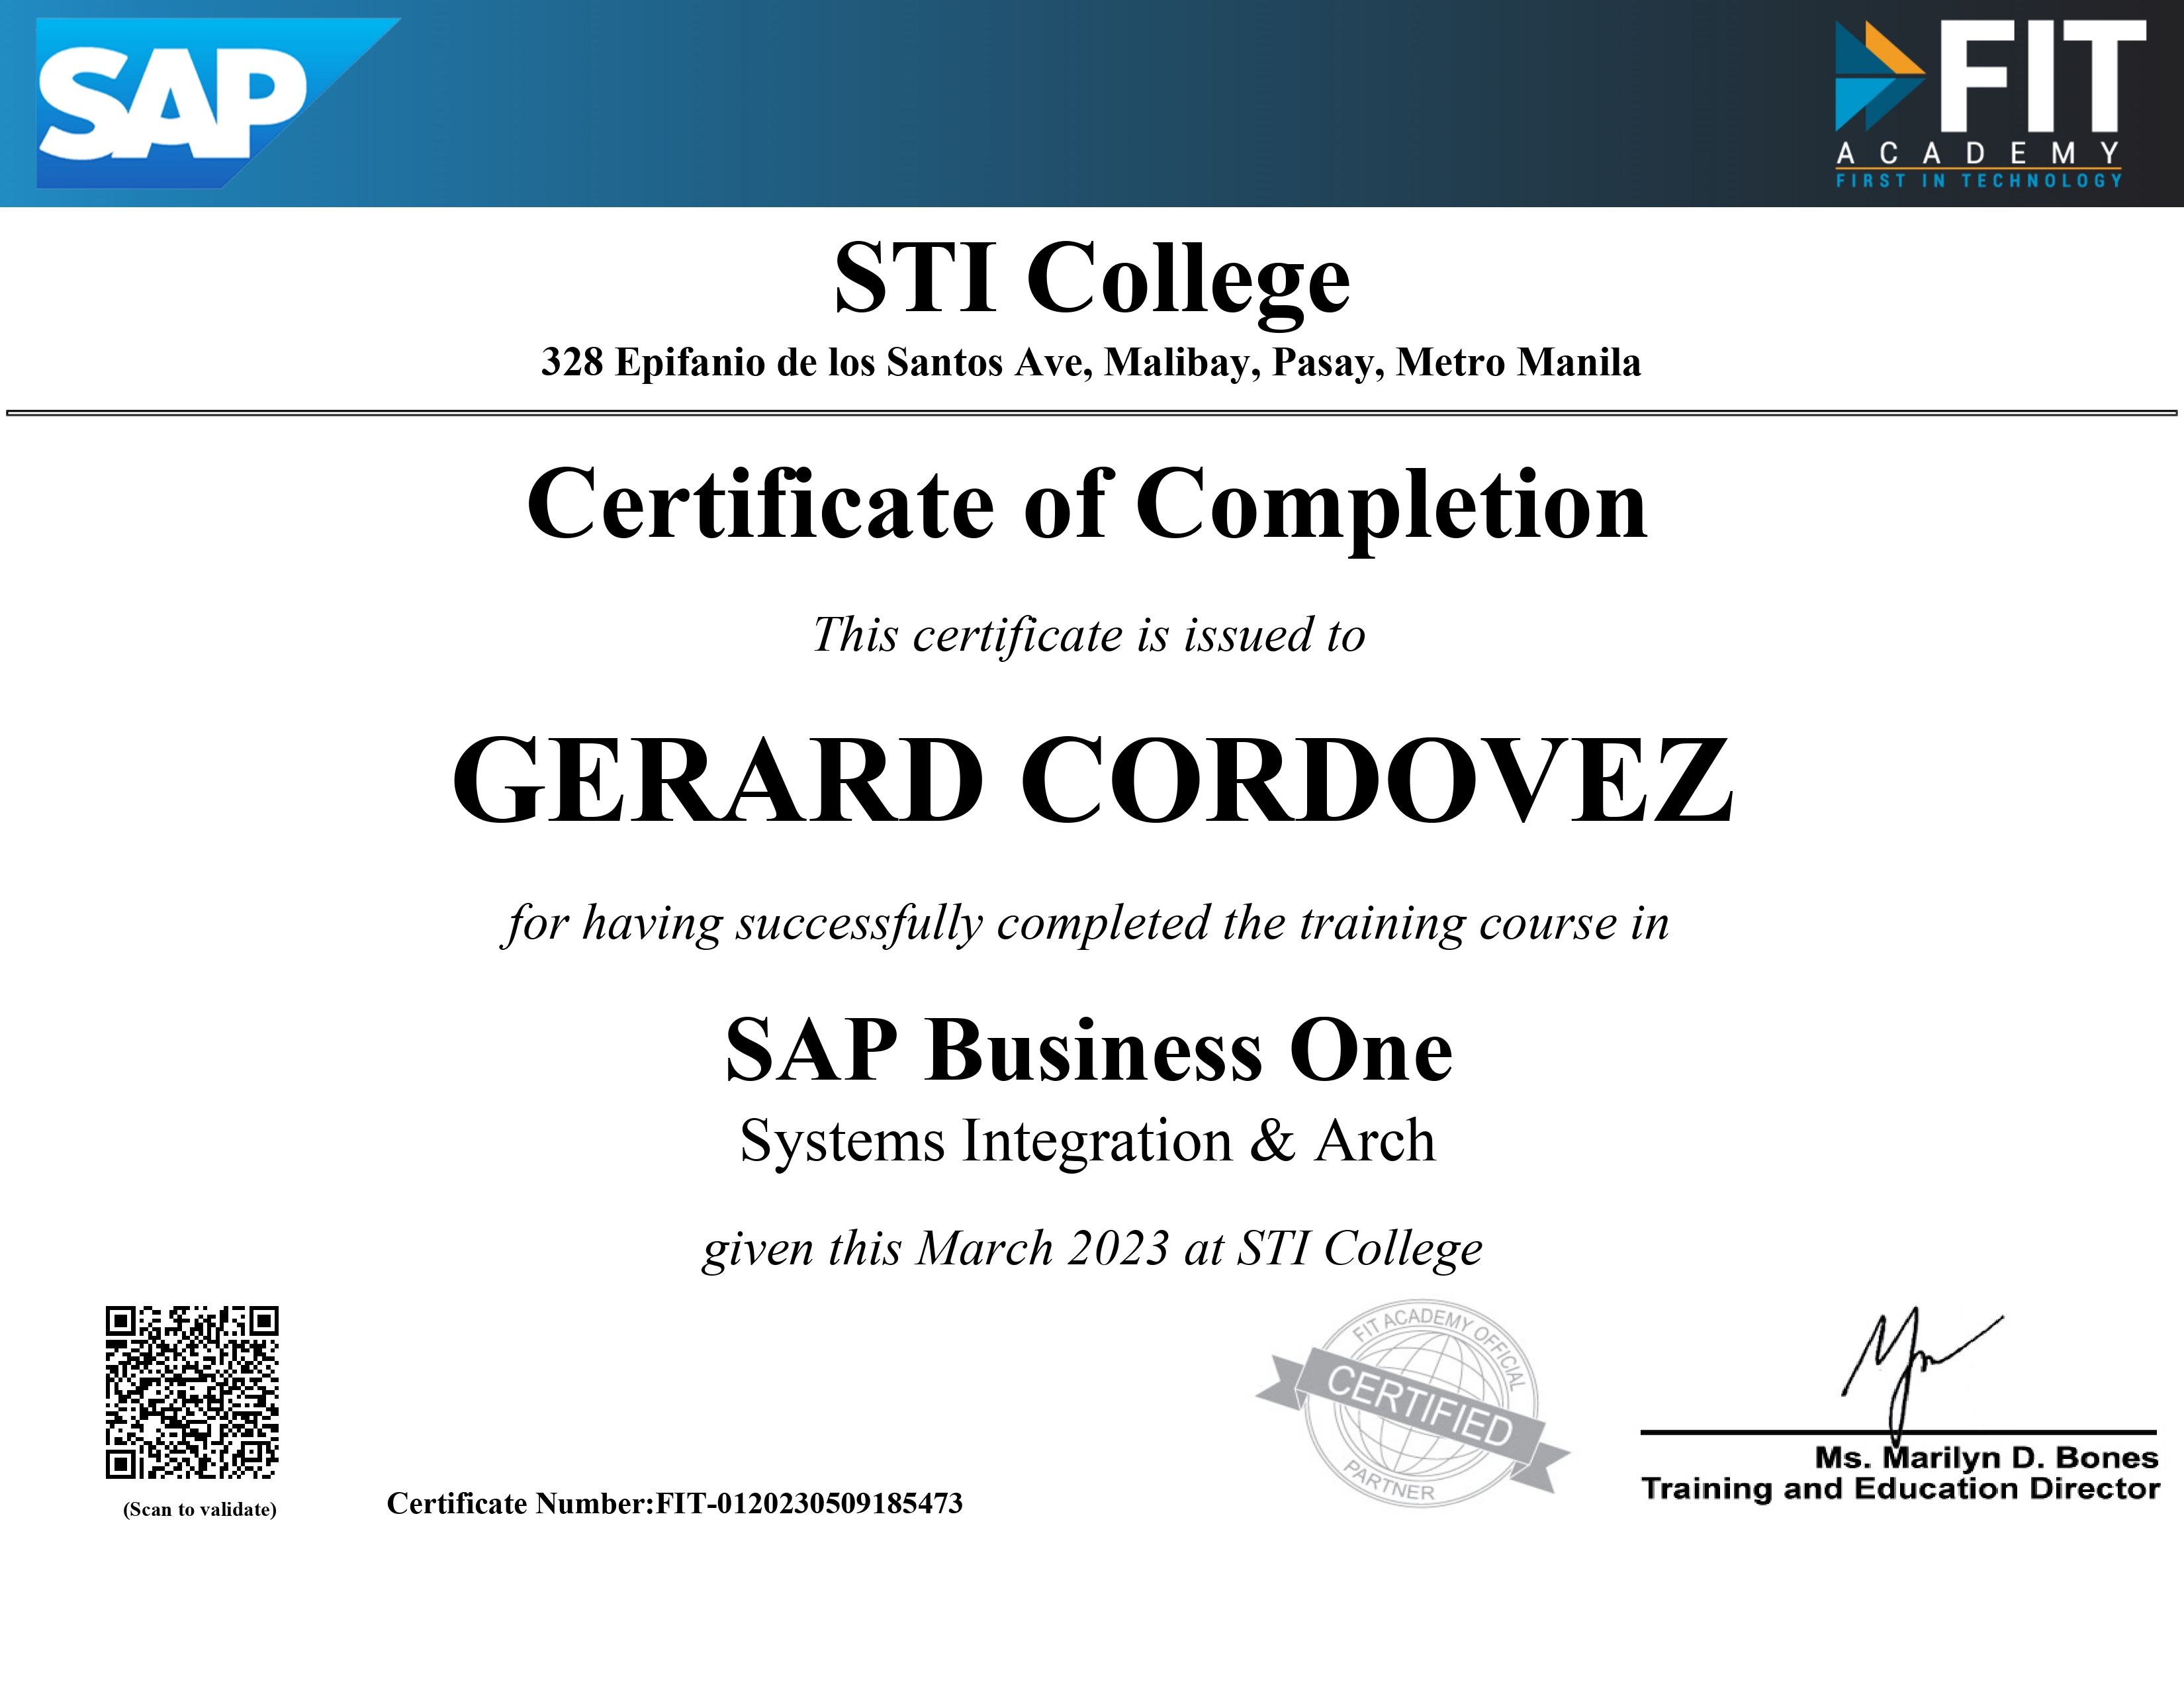 SAP
FIT
ACADEMY
FIRST IN TECHNOLOGY
STI College
328 Epifanio de los Santos Ave, Malibay, Pasay, Metro Manila
Certificate of Completion
This certificate is issued to
GERARD CORDOVEZ
for having successfully completed the training course in
SAP Business One
Systems Integration & Arch
given this March 2023 at STI College
(Scan to validate)
Certificate Number:FIT-0120230509185473
FIT ACADEMY OFFICIAL
CERTIFIED
PARTNER
Ms. Marilyn D. Bones
Training and Education Director